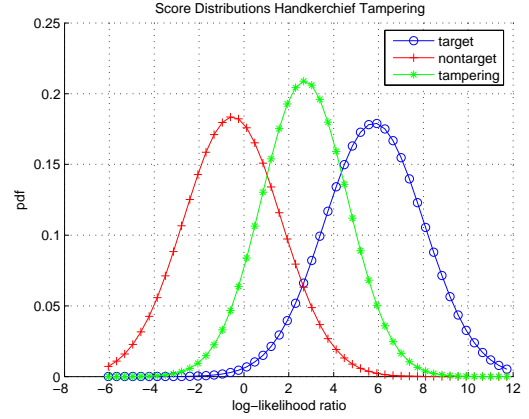 Score Distributions Handkerchief Tampering
0.25
0.2
0.15
0.1
0.05
0
pdf
target
nontarget
tampering
−8 −6 −4 −2 0 2 4 6 8 10 12
log−likelihood ratio